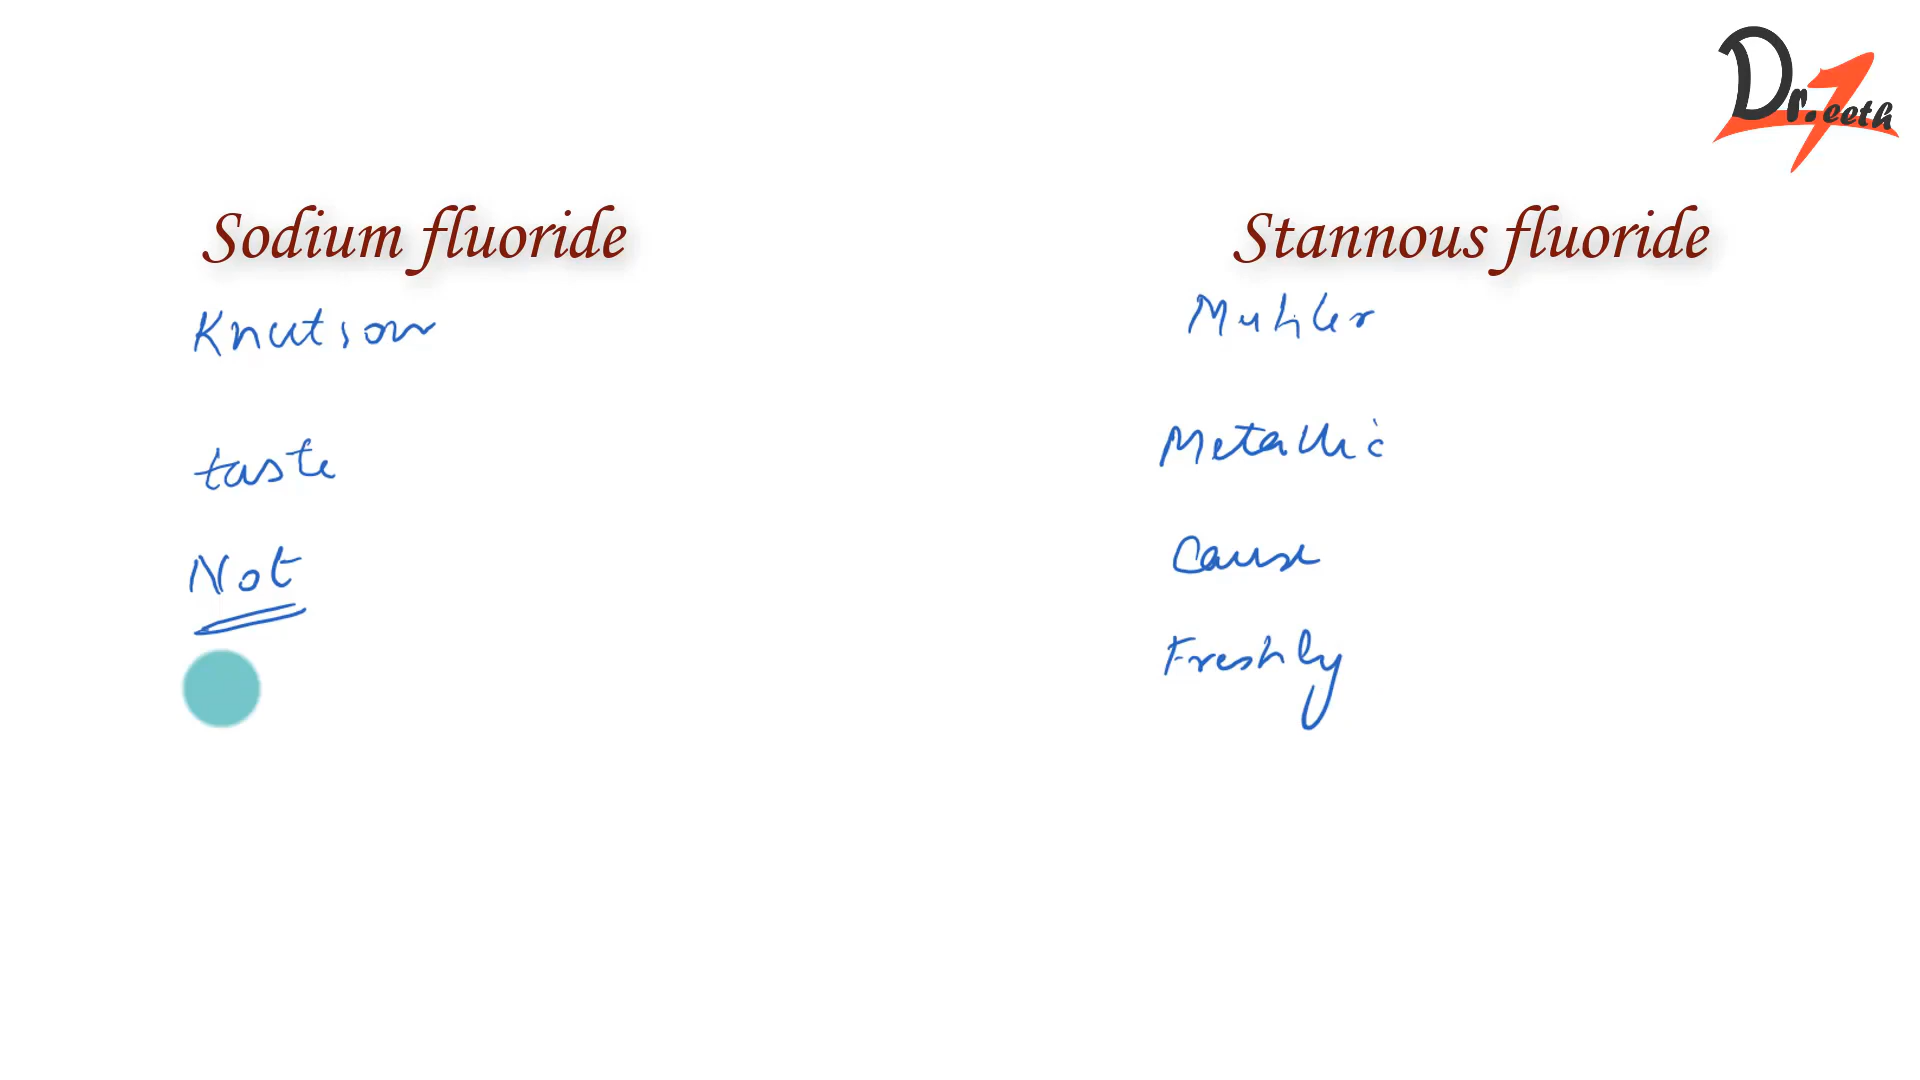 Dr.Teeth
Sodium fluoride
Stannous fluoride
Knutson
Muhler
taste
Metallic
Not
Cause
Freshly